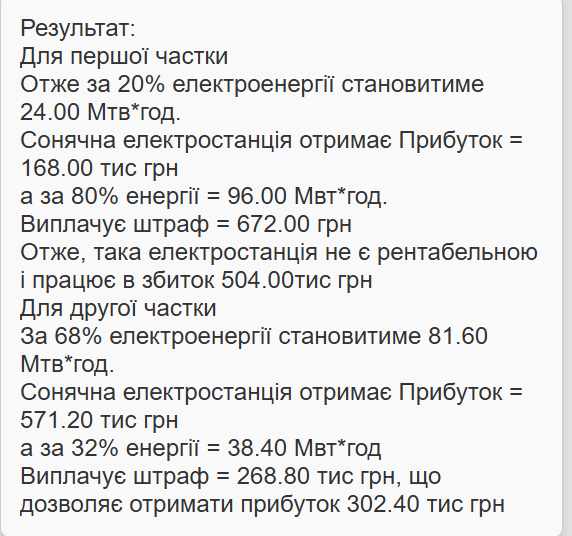 Результат:
Для першої частки
Отже за 20% електроенергії становитиме
24.00 Мтв*год.
Сонячна електростанція отримає Прибуток =
168.00 тис грн
а за 80% енергії = 96.00 Мвт*год.
Виплачує штраф = 672.00 грн
Отже, така електростанція не є рентабельною
і працює в збиток 504.00тис грн
Для другої частки
За 68% електроенергії становитиме 81.60
Мтв*год.
Сонячна електростанція отримає Прибуток =
571.20 тис грн
а за 32% енергії = 38.40 Мвт*год
Виплачує штраф = 268.80 тис грн, що
дозволяє отримати прибуток 302.40 тис грн